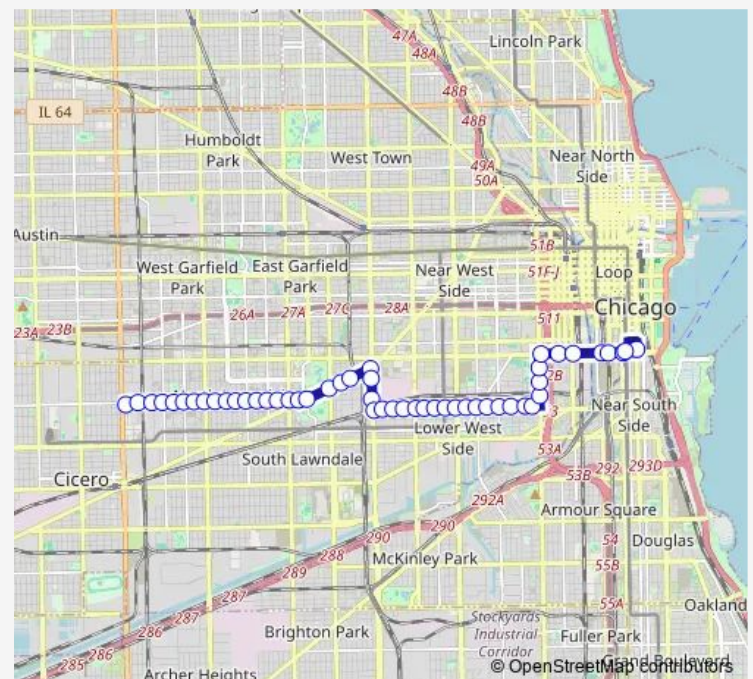 47A
48A
Lincoln Park
48B
IL 64
48B
Humboldt
Park
West Town
49A
50A
Near North
Side
Austin
51B
West Garfield
Park
East Garfield
Park
Near West
Side
51F-J
Loop
Chicago
26A
27A
27C
28A
511
23A
23B
2B
Near South
Side
3
Lower West
Side
53A
South Lawndale
53B
292
293D
Cicero
292A
Armour Square
290
290
54
Douglas
288
289
McKinley Park
55B
287
287
55A
Oakland
286
286
285
Brighton Park
Stockyards
Industrial
Corridor
Fuller Park
Grand Boulevard
Archer Heights
© OpenStreetMap contributors